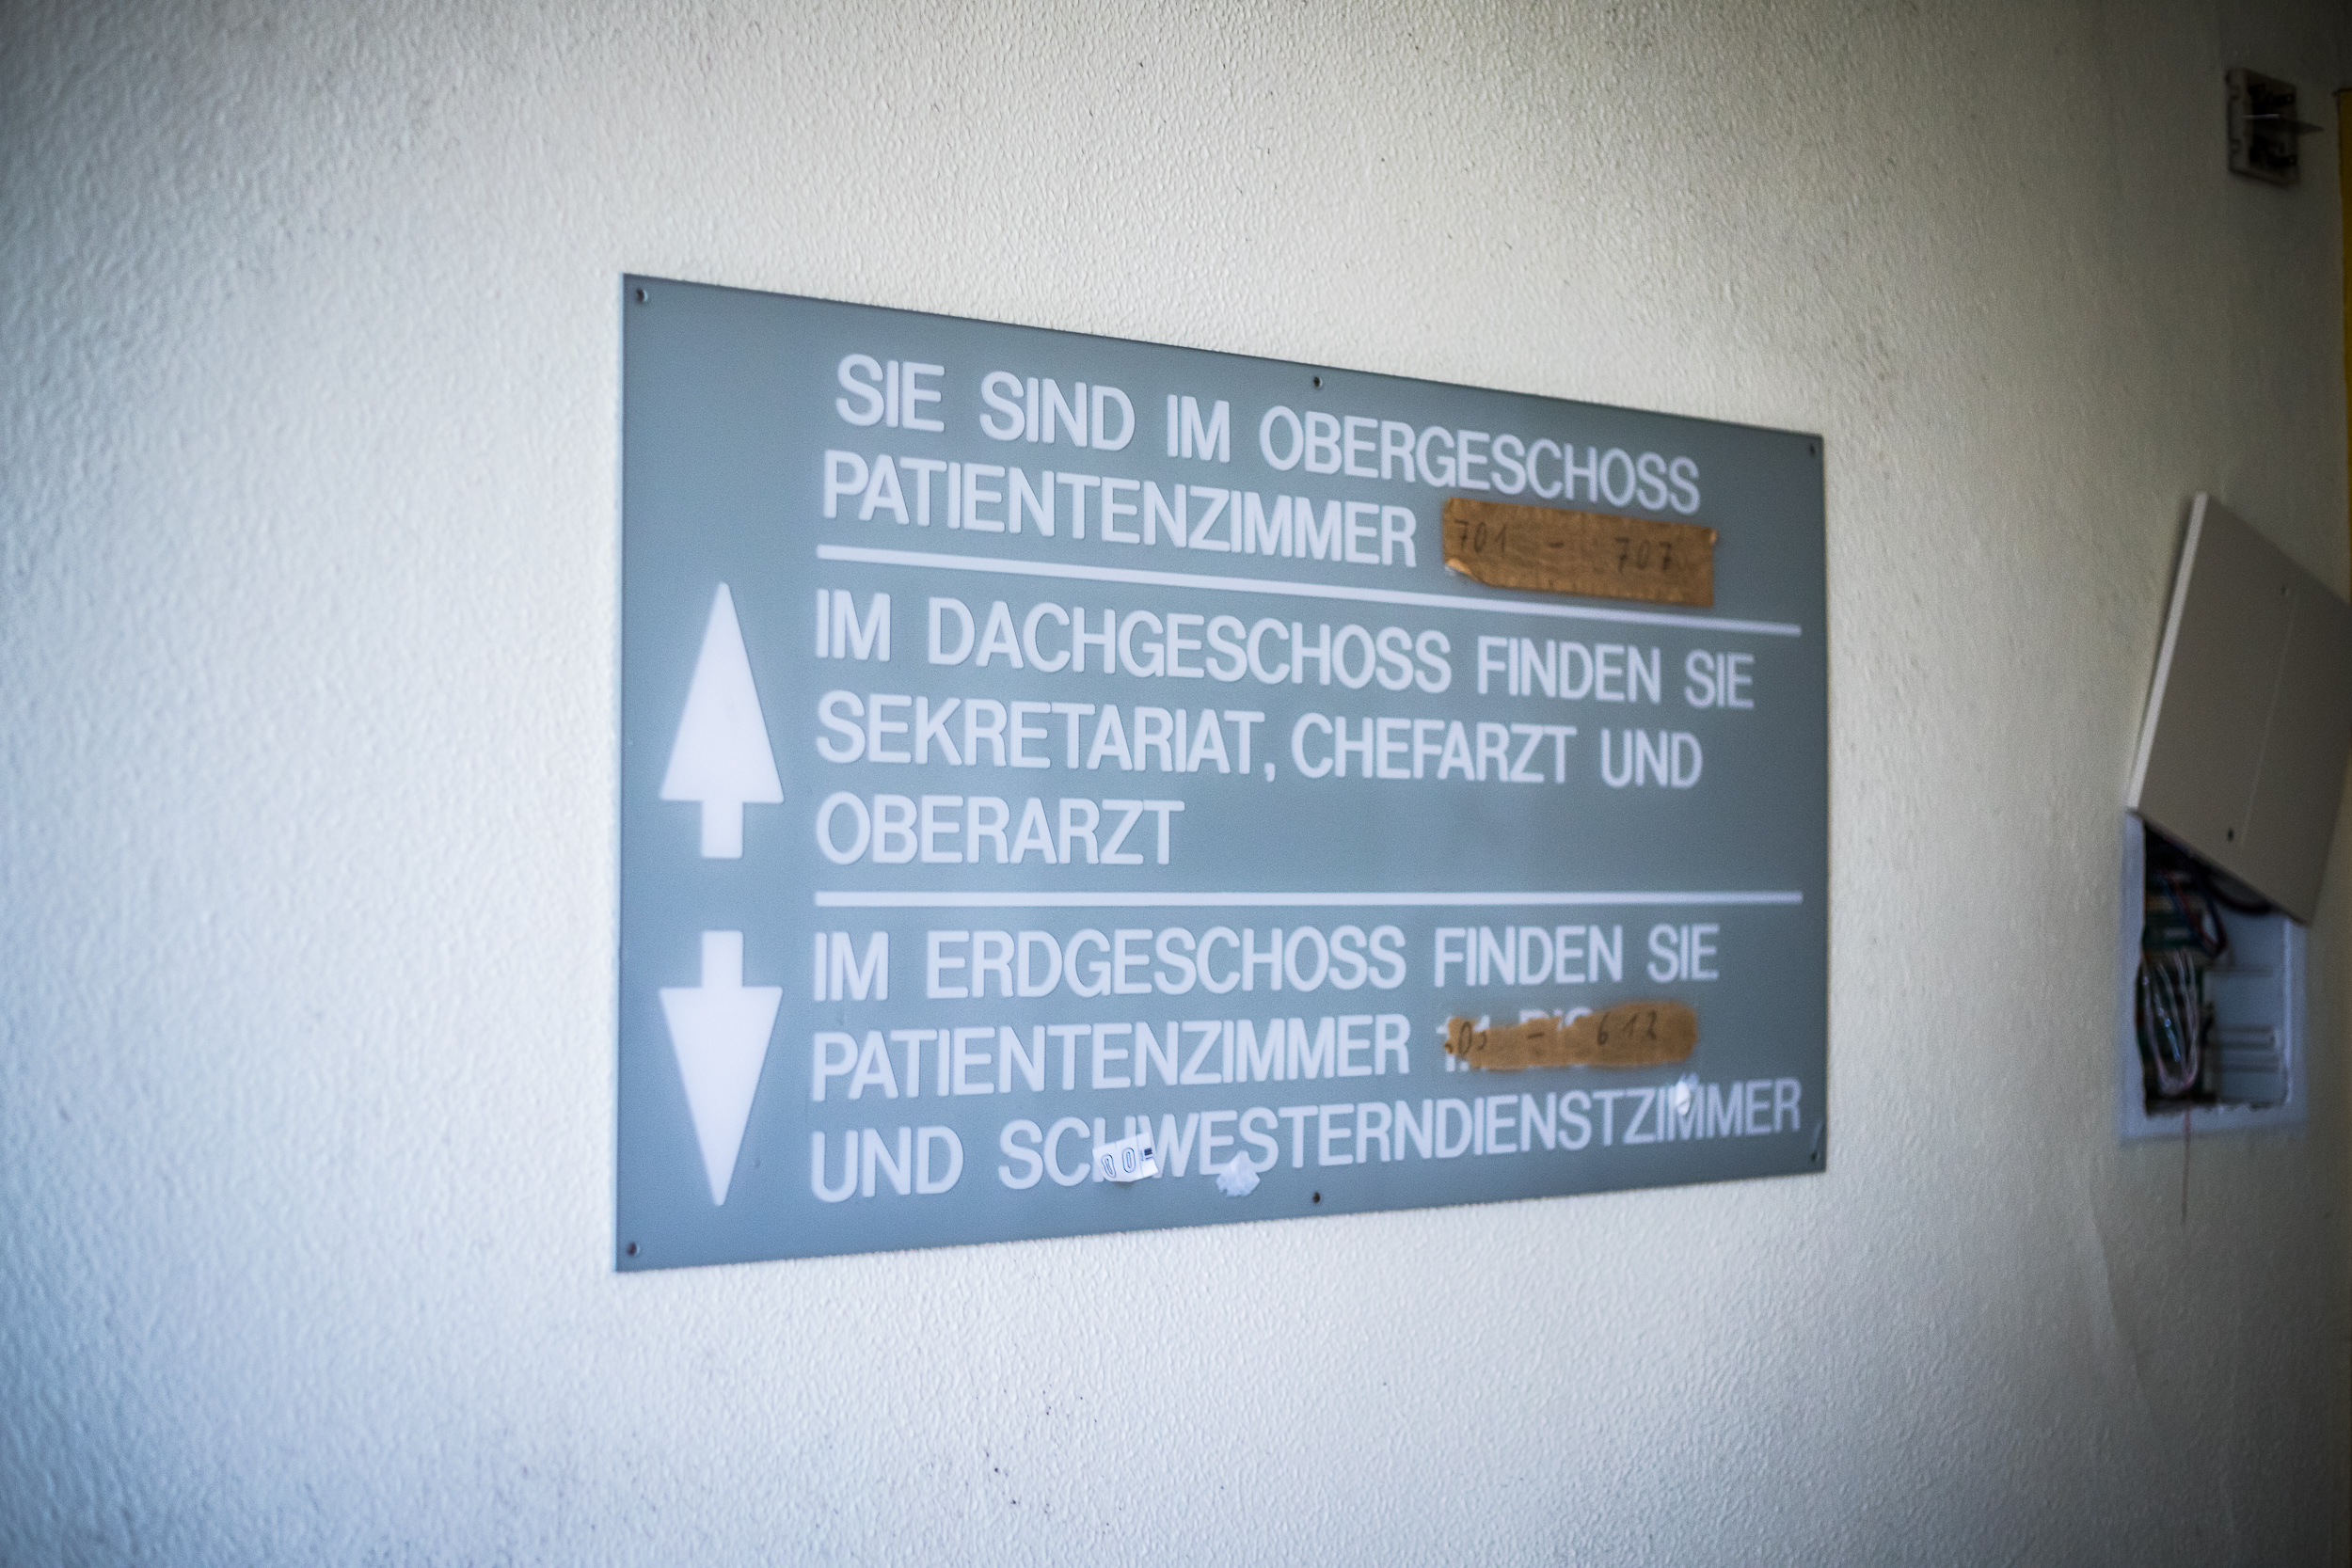 SIE SIND IM OBERGESCHOSS
PATIENTENZIMMER 701 - 707
IM DACHGESCHOSS FINDEN SIE
SEKRETARIAT, CHEFARZT UND
OBERARZT
IM ERDGESCHOSS FINDEN SIE
PATIENTENZIMMER - 612
UND SCHWESTERNDIENSTZIMMER